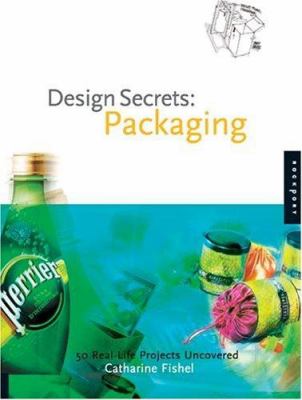 Design Secrets:
Packaging
ROCKPORT
Perrier
50 Real-Life Projects Uncovered
Catharine Fishel